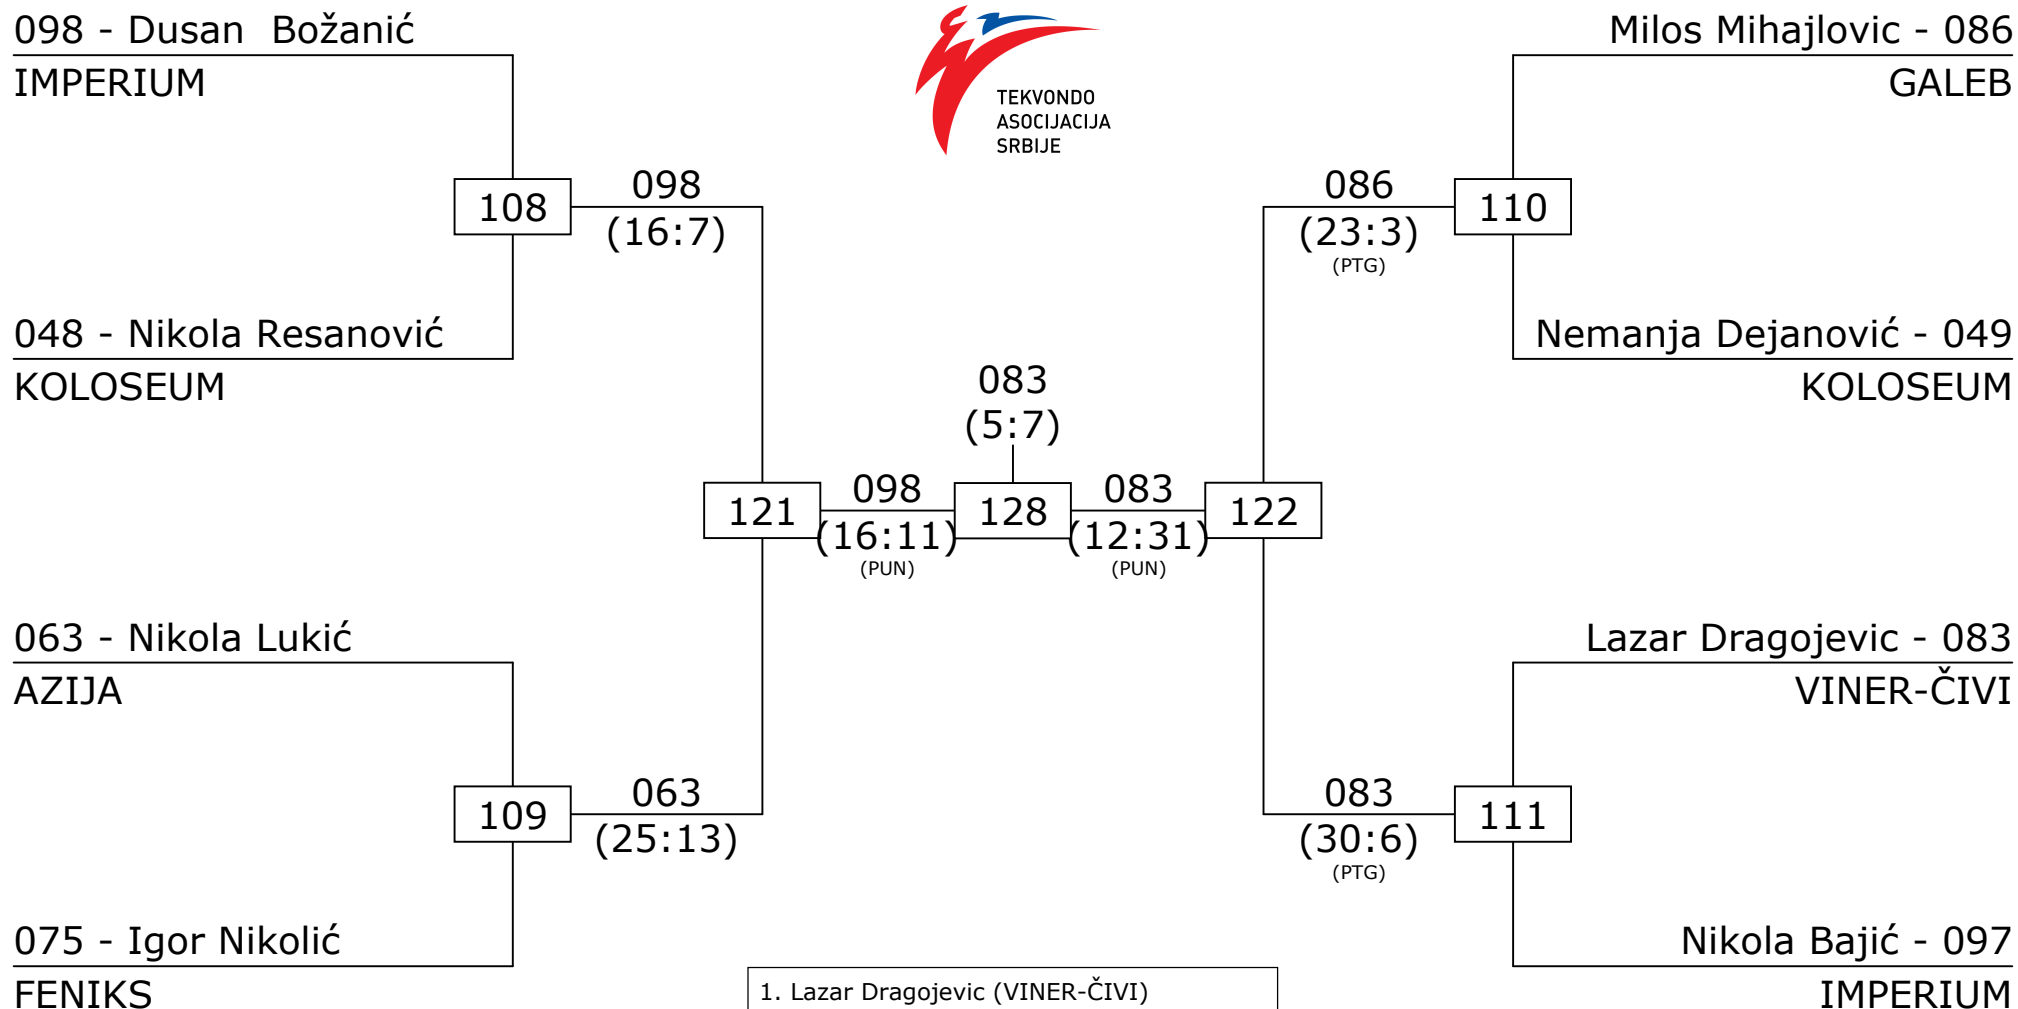 098 - Dusan  Božanić
IMPERIUM
048 - Nikola Resanović
KOLOSEUM
063 - Nikola Lukić
AZIJA
075 - Igor Nikolić
FENIKS
108
098
(16:7)
109
063
(25:13)
121
098
(16:11)
(PUN)
TEKVONDO
ASOCIJACIJA
SRBIJE
083
(5:7)
128
083
(12:31)
(PUN)
122
086
(23:3)
(PTG)
110
083
(30:6)
(PTG)
111
Milos Mihajlovic - 086
GALEB
Nemanja Dejanović - 049
KOLOSEUM
Lazar Dragojevic - 083
VINER-ČIVI
Nikola Bajić - 097
IMPERIUM
1. Lazar Dragojevic (VINER-ČIVI)